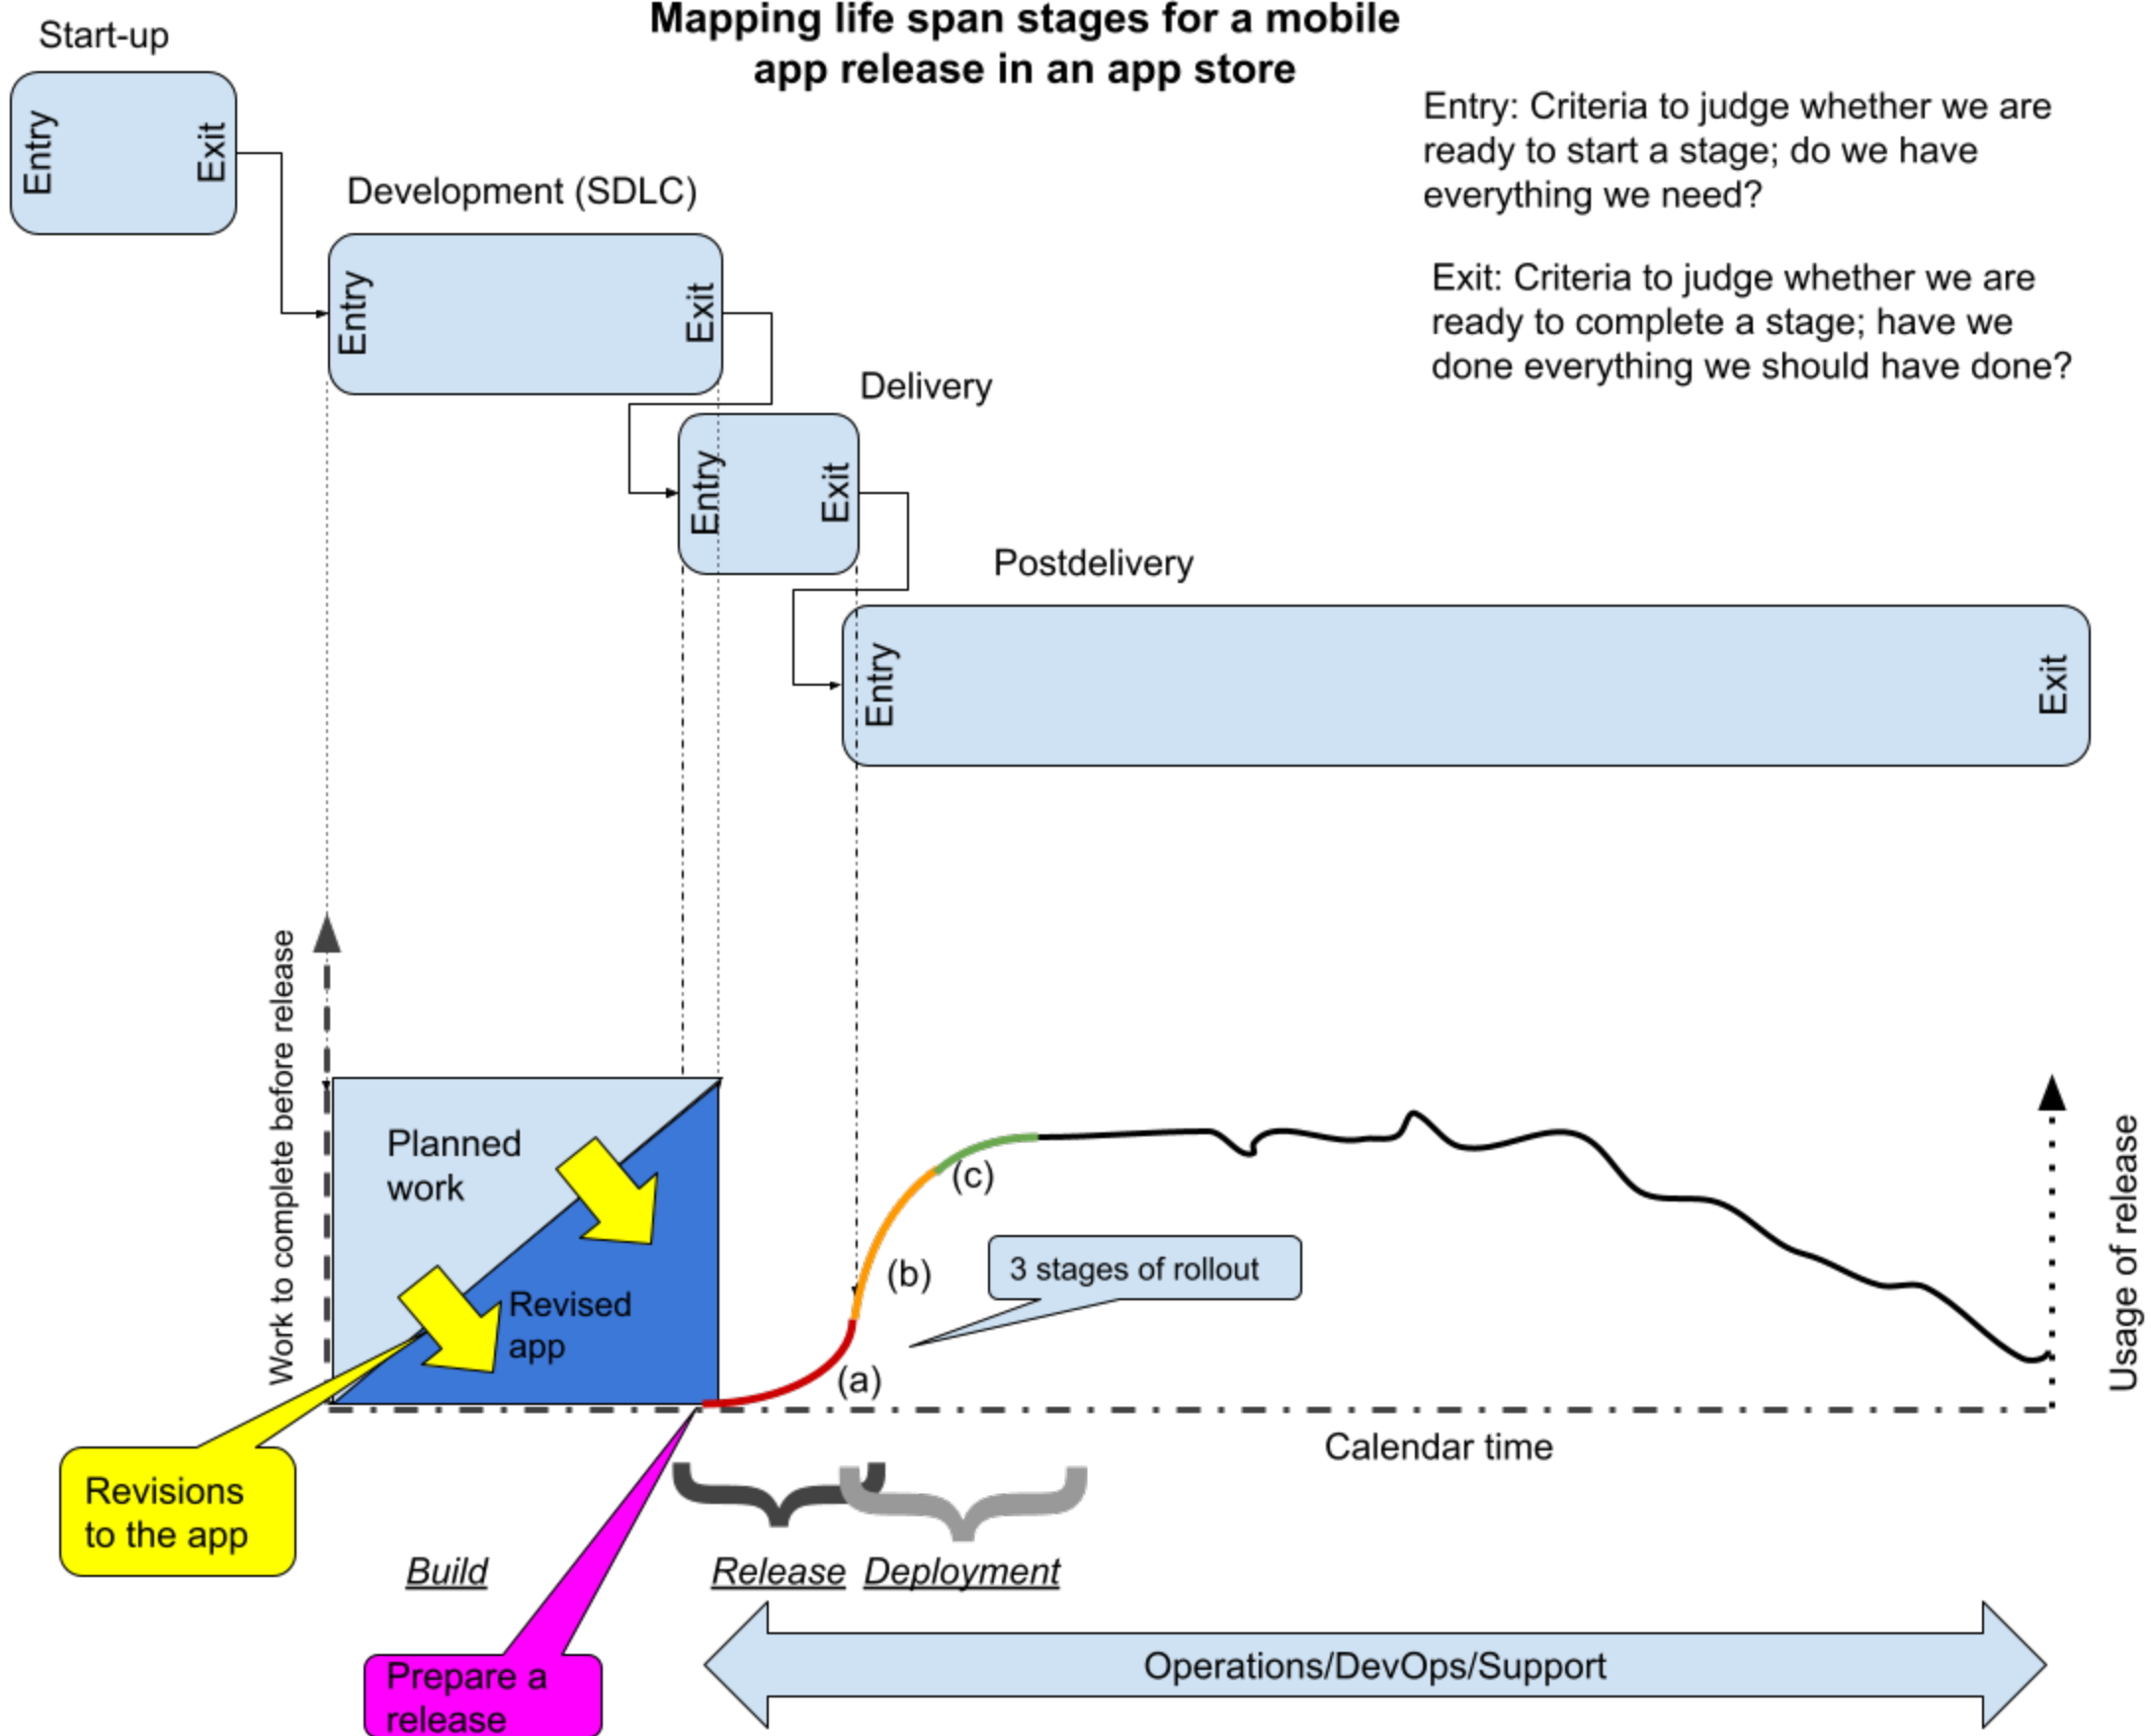 Mapping life span stages for a mobile
app release in an app store
Start-up
Entry
Exit
Entry: Criteria to judge whether we are
ready to start a stage; do we have
everything we need?
Exit: Criteria to judge whether we are
ready to complete a stage; have we
done everything we should have done?
Development (SDLC)
Entry
Exit
Delivery
Entry
Exit
Postdelivery
Entry
Exit
Work to complete before release
Planned
work
Revised
app
(c)
(b)
(a)
3 stages of rollout
Usage of release
Calendar time
Revisions
to the app
Build
Release
Deployment
Prepare a
release
Operations/DevOps/Support